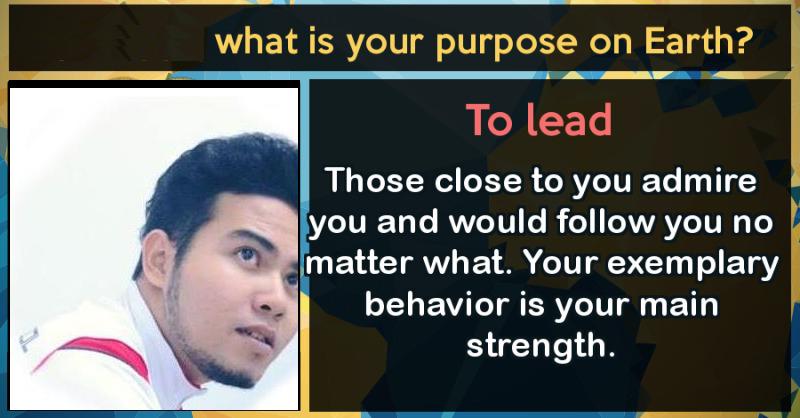 what is your purpose on Earth?
To lead
Those close to you admire
you and would follow you no
matter what. Your exemplary
behavior is your main
strength.